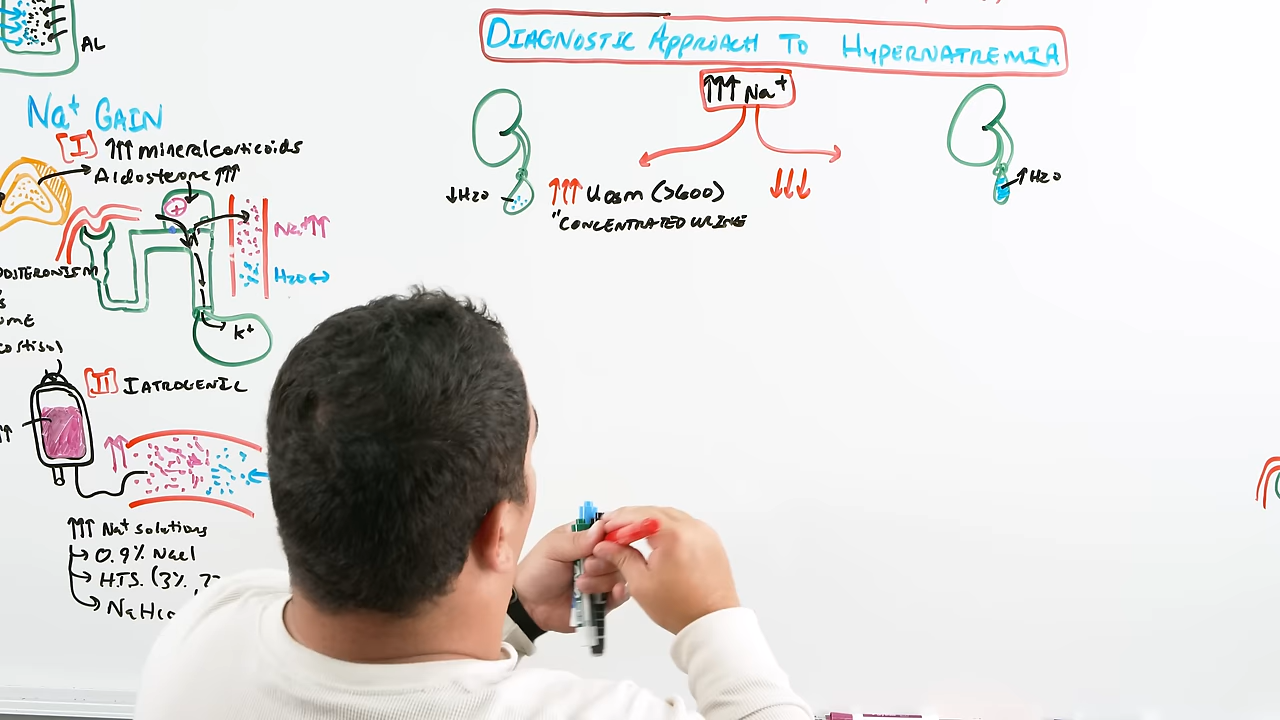 AL
DIAGNOSTIC APPROACH TO HYPERNATREMIA
↑↑↑ Na⁺
Na⁺ GAIN
[I] ↑↑↑ mineralcorticoids
Aldosterone ↑↑↑
Na⁺↑↑
H2O ↔
K⁺
[II] IATROGENIC
↑↑
↑↑↑ Na⁺ solutions
→ 0.9% NaCl
→ H.T.S. (3%,
↓H2O
↑↑↑ Uosm (>600)
"CONCENTRATED URINE
↓↓↓
↑H2O